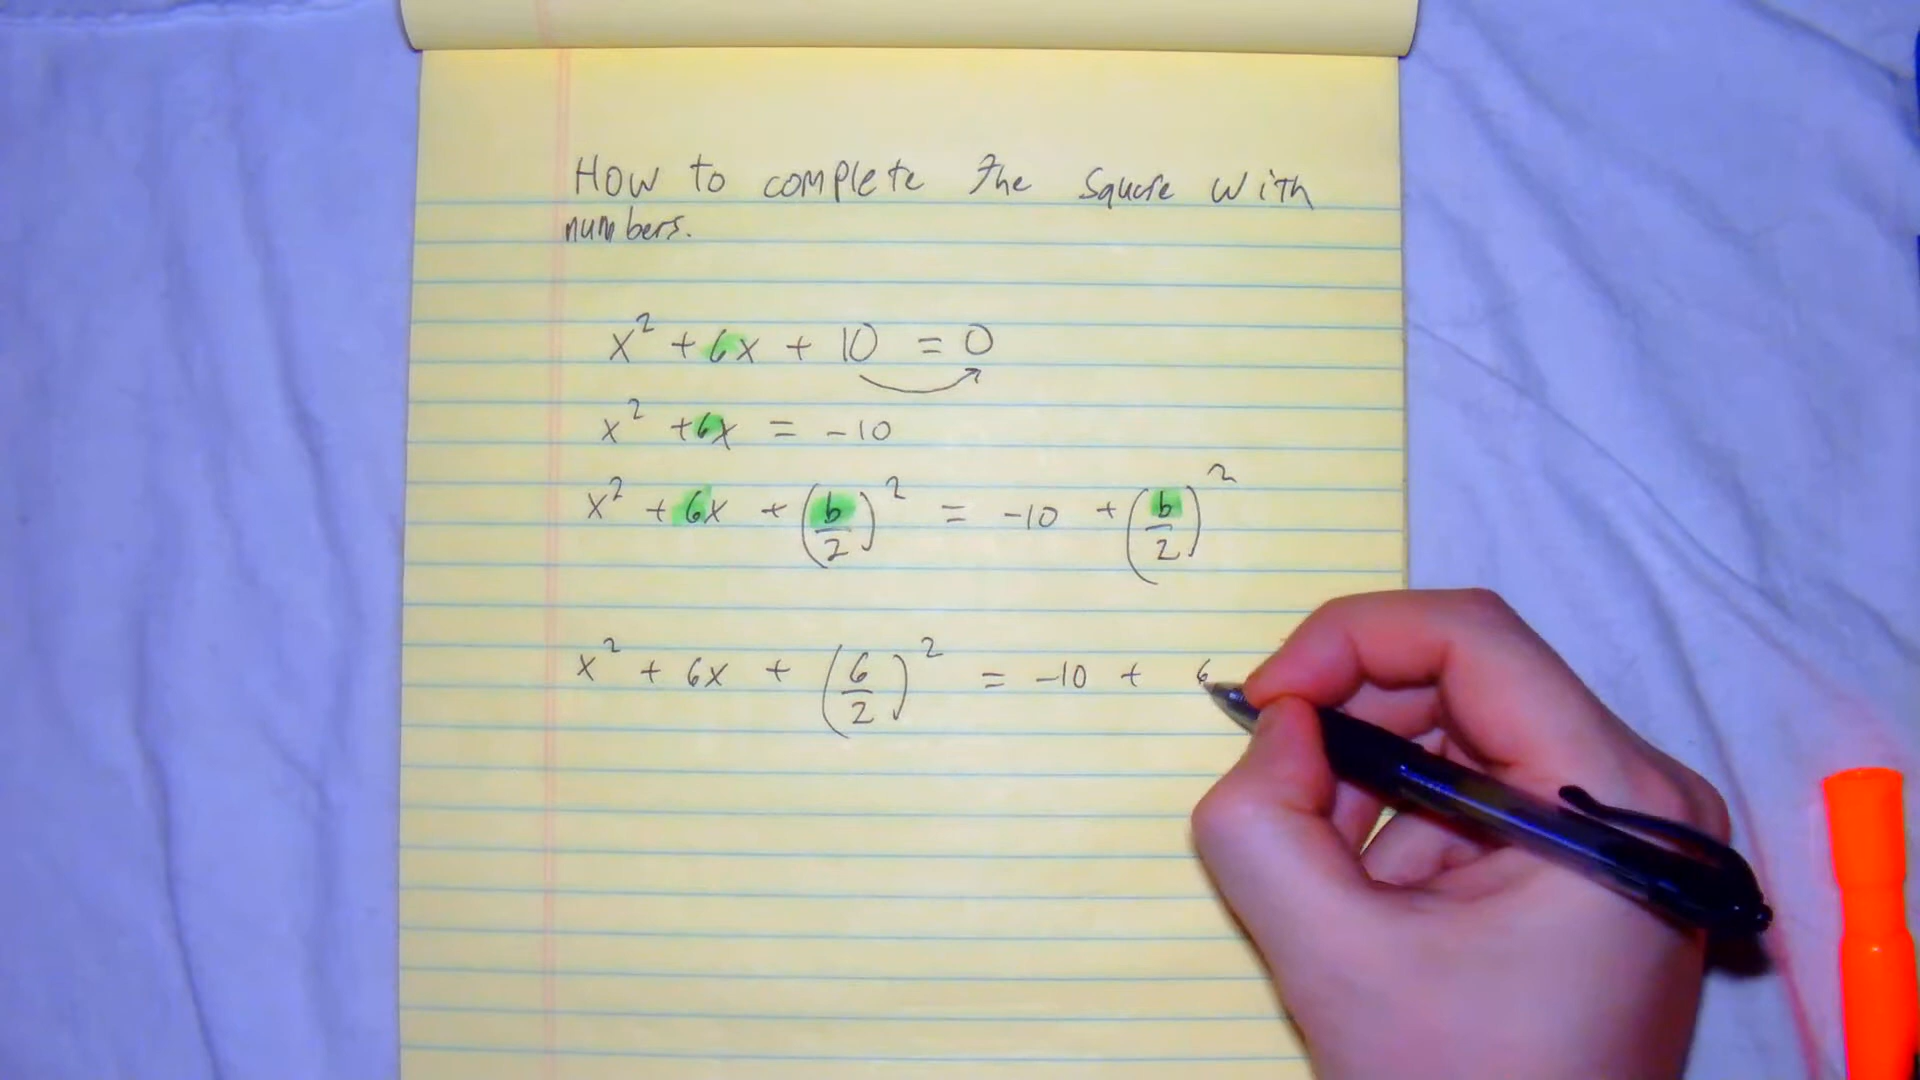 How to complete the square with
numbers.
x² + 6x + 10 = 0
x² + 6x = -10
x² + 6x + (b/2)² = -10 + (b/2)²
x² + 6x + (6/2)² = -10 + 6